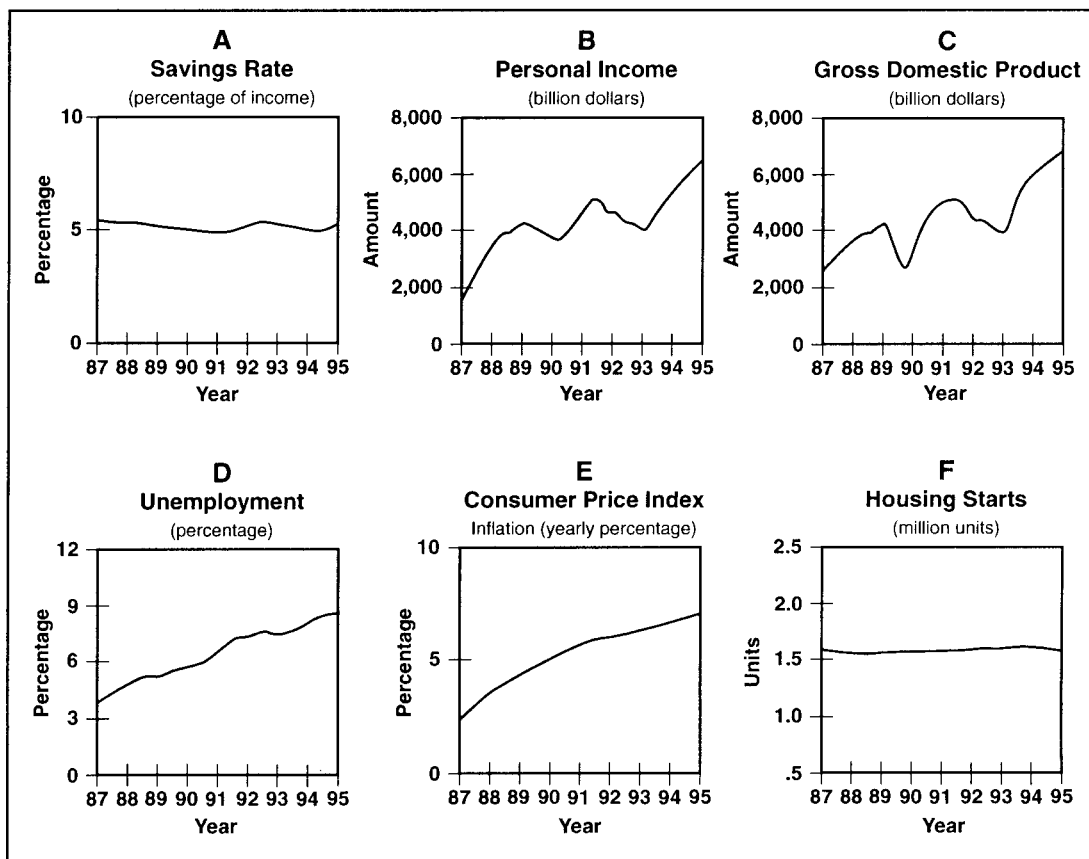 A
Savings Rate
(percentage of income)
10
5
0
Percentage
87 88 89 90 91 92 93 94 95
Year
B
Personal Income
(billion dollars)
8,000
6,000
4,000
2,000
0
Amount
87 88 89 90 91 92 93 94 95
Year
C
Gross Domestic Product
(billion dollars)
8,000
6,000
4,000
2,000
0
Amount
87 88 89 90 91 92 93 94 95
Year
D
Unemployment
(percentage)
12
9
6
3
0
Percentage
87 88 89 90 91 92 93 94 95
Year
E
Consumer Price Index
Inflation (yearly percentage)
10
5
0
Percentage
87 88 89 90 91 92 93 94 95
Year
F
Housing Starts
(million units)
2.5
2.0
1.5
1.0
.5
Units
87 88 89 90 91 92 93 94 95
Year